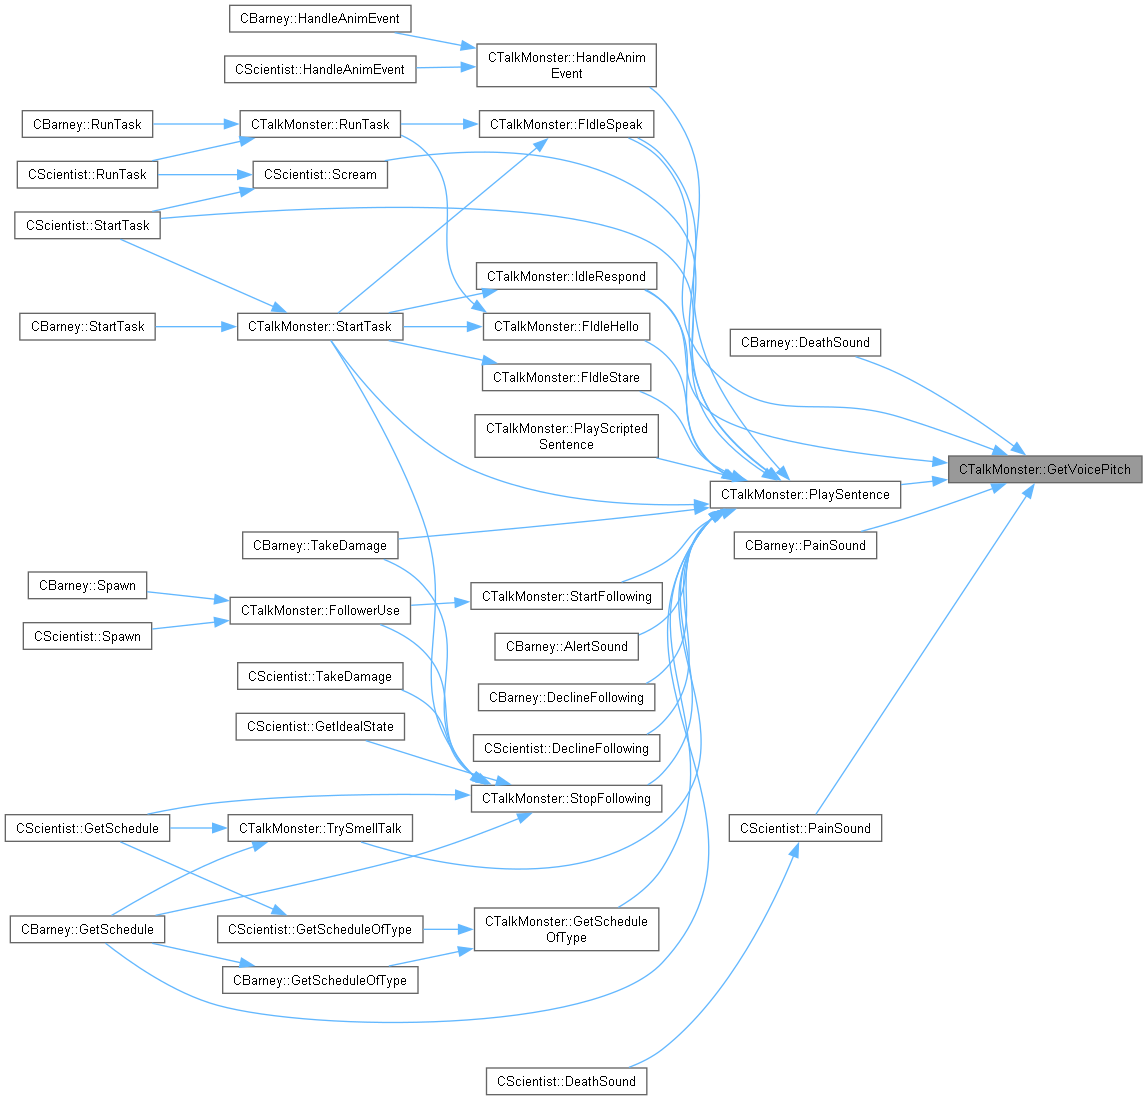 CBarney::HandleAnimEvent
CTalkMonster::HandleAnim
Event
CScientist::HandleAnimEvent
CBarney::RunTask
CTalkMonster::RunTask
CTalkMonster::FIdleSpeak
CScientist::RunTask
CScientist::Scream
CScientist::StartTask
CTalkMonster::IdleRespond
CBarney::StartTask
CTalkMonster::StartTask
CTalkMonster::FIdleHello
CBarney::DeathSound
CTalkMonster::FIdleStare
CTalkMonster::PlayScripted
Sentence
CTalkMonster::GetVoicePitch
CTalkMonster::PlaySentence
CBarney::TakeDamage
CBarney::PainSound
CBarney::Spawn
CTalkMonster::StartFollowing
CTalkMonster::FollowerUse
CScientist::Spawn
CBarney::AlertSound
CScientist::TakeDamage
CBarney::DeclineFollowing
CScientist::GetIdealState
CScientist::DeclineFollowing
CTalkMonster::StopFollowing
CScientist::GetSchedule
CTalkMonster::TrySmellTalk
CScientist::PainSound
CBarney::GetSchedule
CScientist::GetScheduleOfType
CTalkMonster::GetSchedule
OfType
CBarney::GetScheduleOfType
CScientist::DeathSound